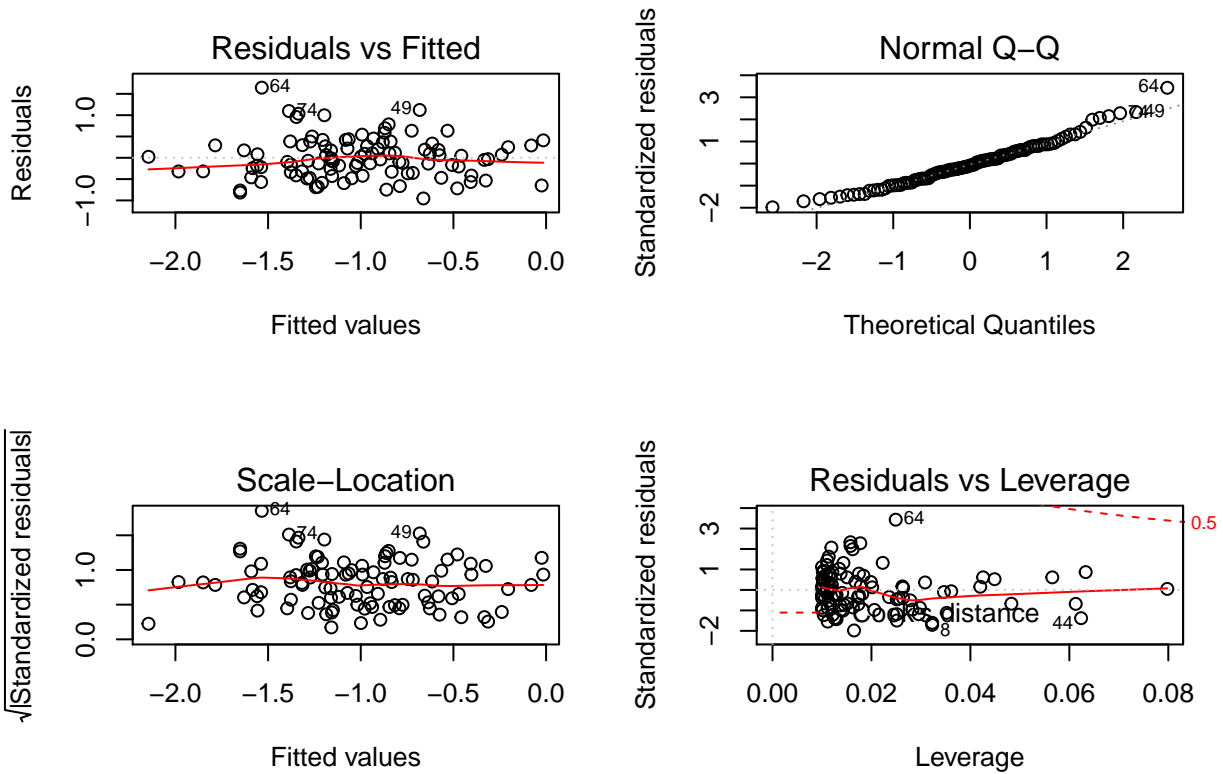 Residuals vs Fitted
Residuals
−1.0 1.0
64
74
49
−2.0 −1.5 −1.0 −0.5 0.0
Fitted values
Normal Q−Q
Standardized residuals
−2 1 3
64
49
−2 −1 0 1 2
Theoretical Quantiles
Scale−Location
√|Standardized residuals|
0.0 1.0
64
74
49
−2.0 −1.5 −1.0 −0.5 0.0
Fitted values
Residuals vs Leverage
Standardized residuals
−2 1 3
64
0.5
distance
44
8
0.00 0.02 0.04 0.06 0.08
Leverage